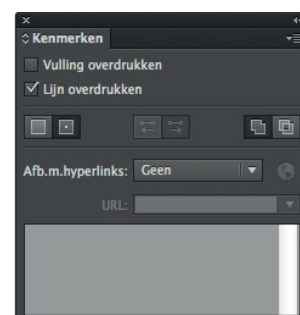 Kenmerken
Vulling overdrukken
Lijn overdrukken
Afb.m.hyperlinks: Geen
URL: